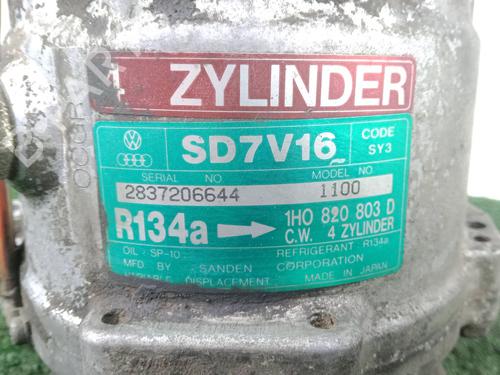 4 ZYLINDER
SD7V16
CODE
SY3
SERIAL NO
MODEL NO
2837206644
1100
R134a
1H0 820 803 D
C.W. 4 ZYLINDER
OIL : SP-10
REFRIGERANT : R134a
MFD BY SANDEN CORPORATION
VARIABLE DISPLACEMENT
MADE IN JAPAN